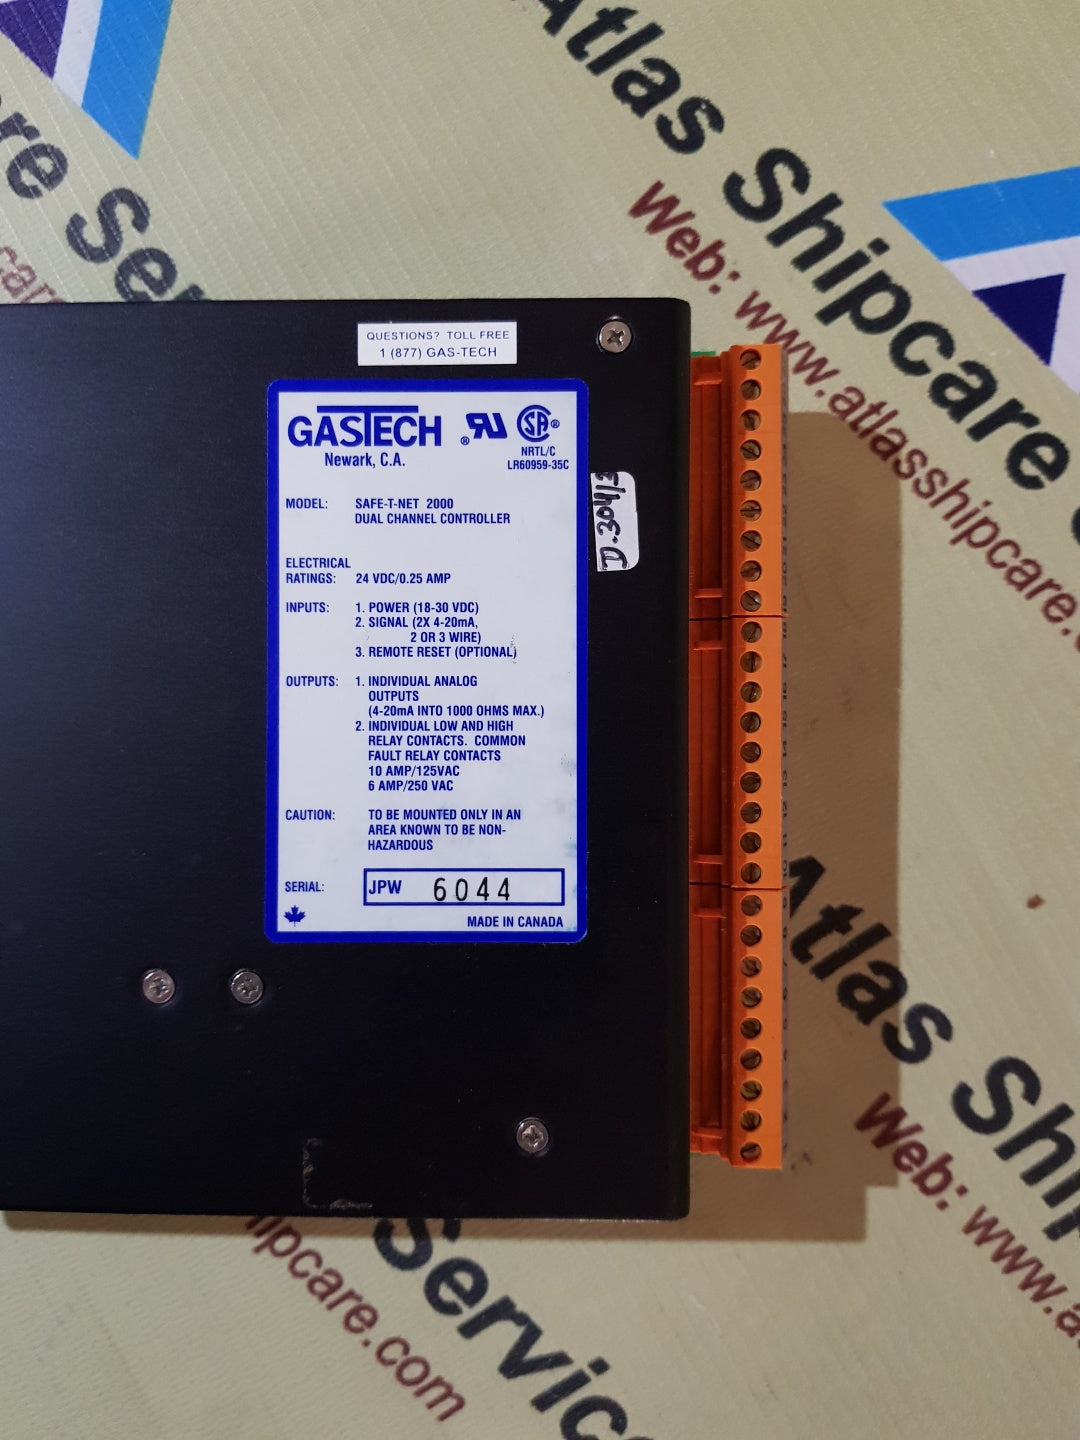 Atlas Shipcare
Web: www.atlasshipcare.
re Ser
care
QUESTIONS? TOLL FREE
1 (877) GAS-TECH
GASTECH
Newark, C.A.
NRTL/C
LR60959-35C
MODEL: SAFE-T-NET 2000
DUAL CHANNEL CONTROLLER
ELECTRICAL
RATINGS: 24 VDC/0.25 AMP
INPUTS: 1. POWER (18-30 VDC)
2. SIGNAL (2X 4-20mA,
2 OR 3 WIRE)
3. REMOTE RESET (OPTIONAL)
OUTPUTS: 1. INDIVIDUAL ANALOG
OUTPUTS
(4-20mA INTO 1000 OHMS MAX.)
2. INDIVIDUAL LOW AND HIGH
RELAY CONTACTS. COMMON
FAULT RELAY CONTACTS
10 AMP/125VAC
6 AMP/250 VAC
CAUTION: TO BE MOUNTED ONLY IN AN
AREA KNOWN TO BE NON-
HAZARDOUS
SERIAL: JPW 6044
MADE IN CANADA
Atlas Shi
Web: www.a
Service
hipcare.com